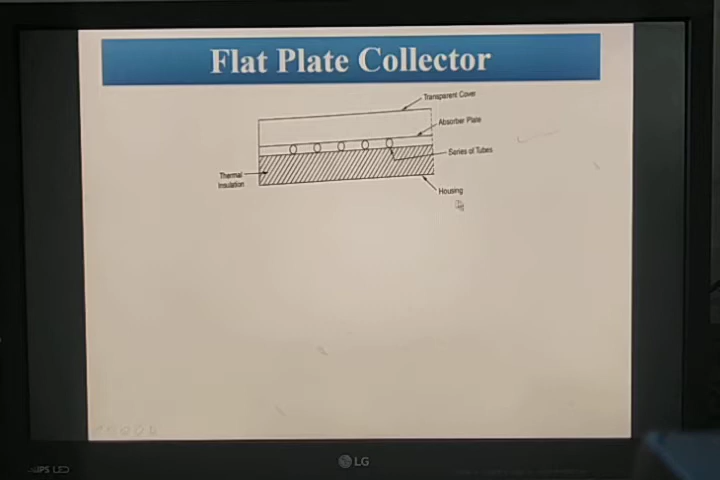 Flat Plate Collector
Transparent Cover
Absorber Plate
Series of Tubes
Thermal
Insulation
Housing
LG